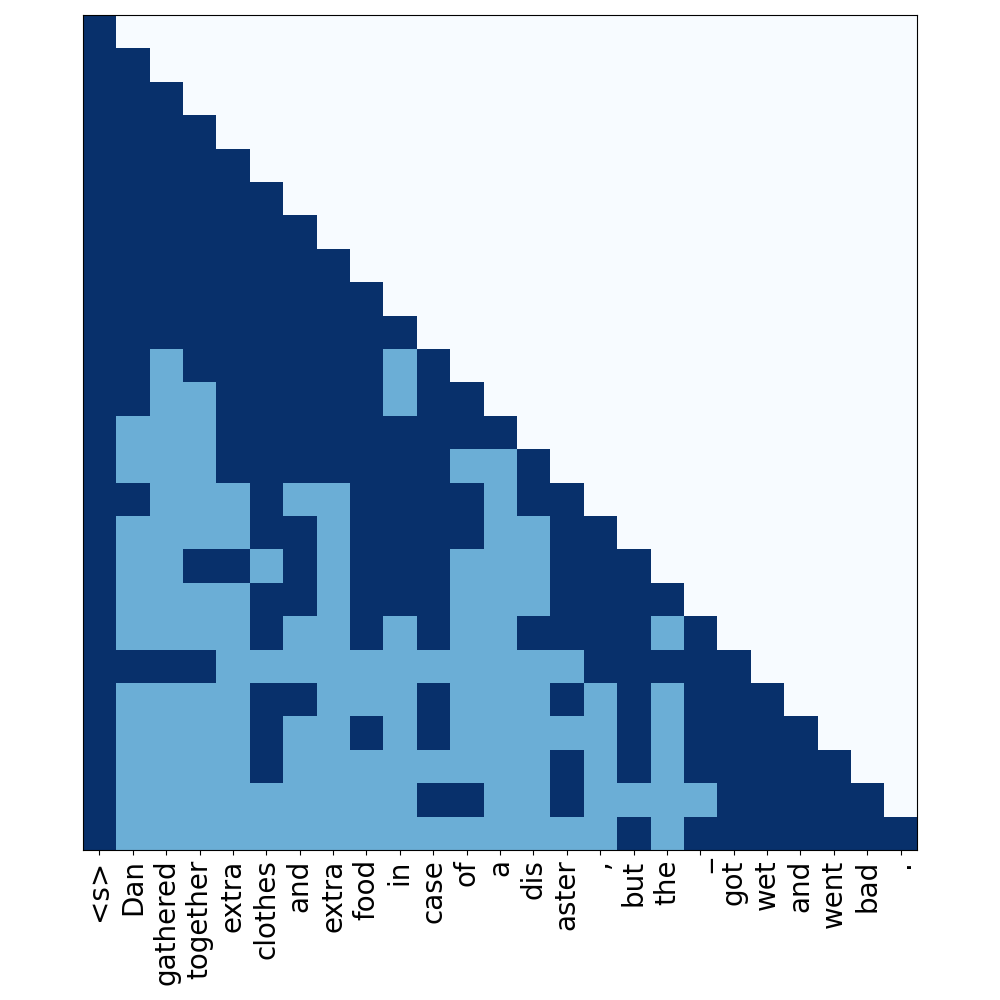 <s> Dan gathered together extra clothes and extra food in case of a dis aster , but the _ got wet and went bad .